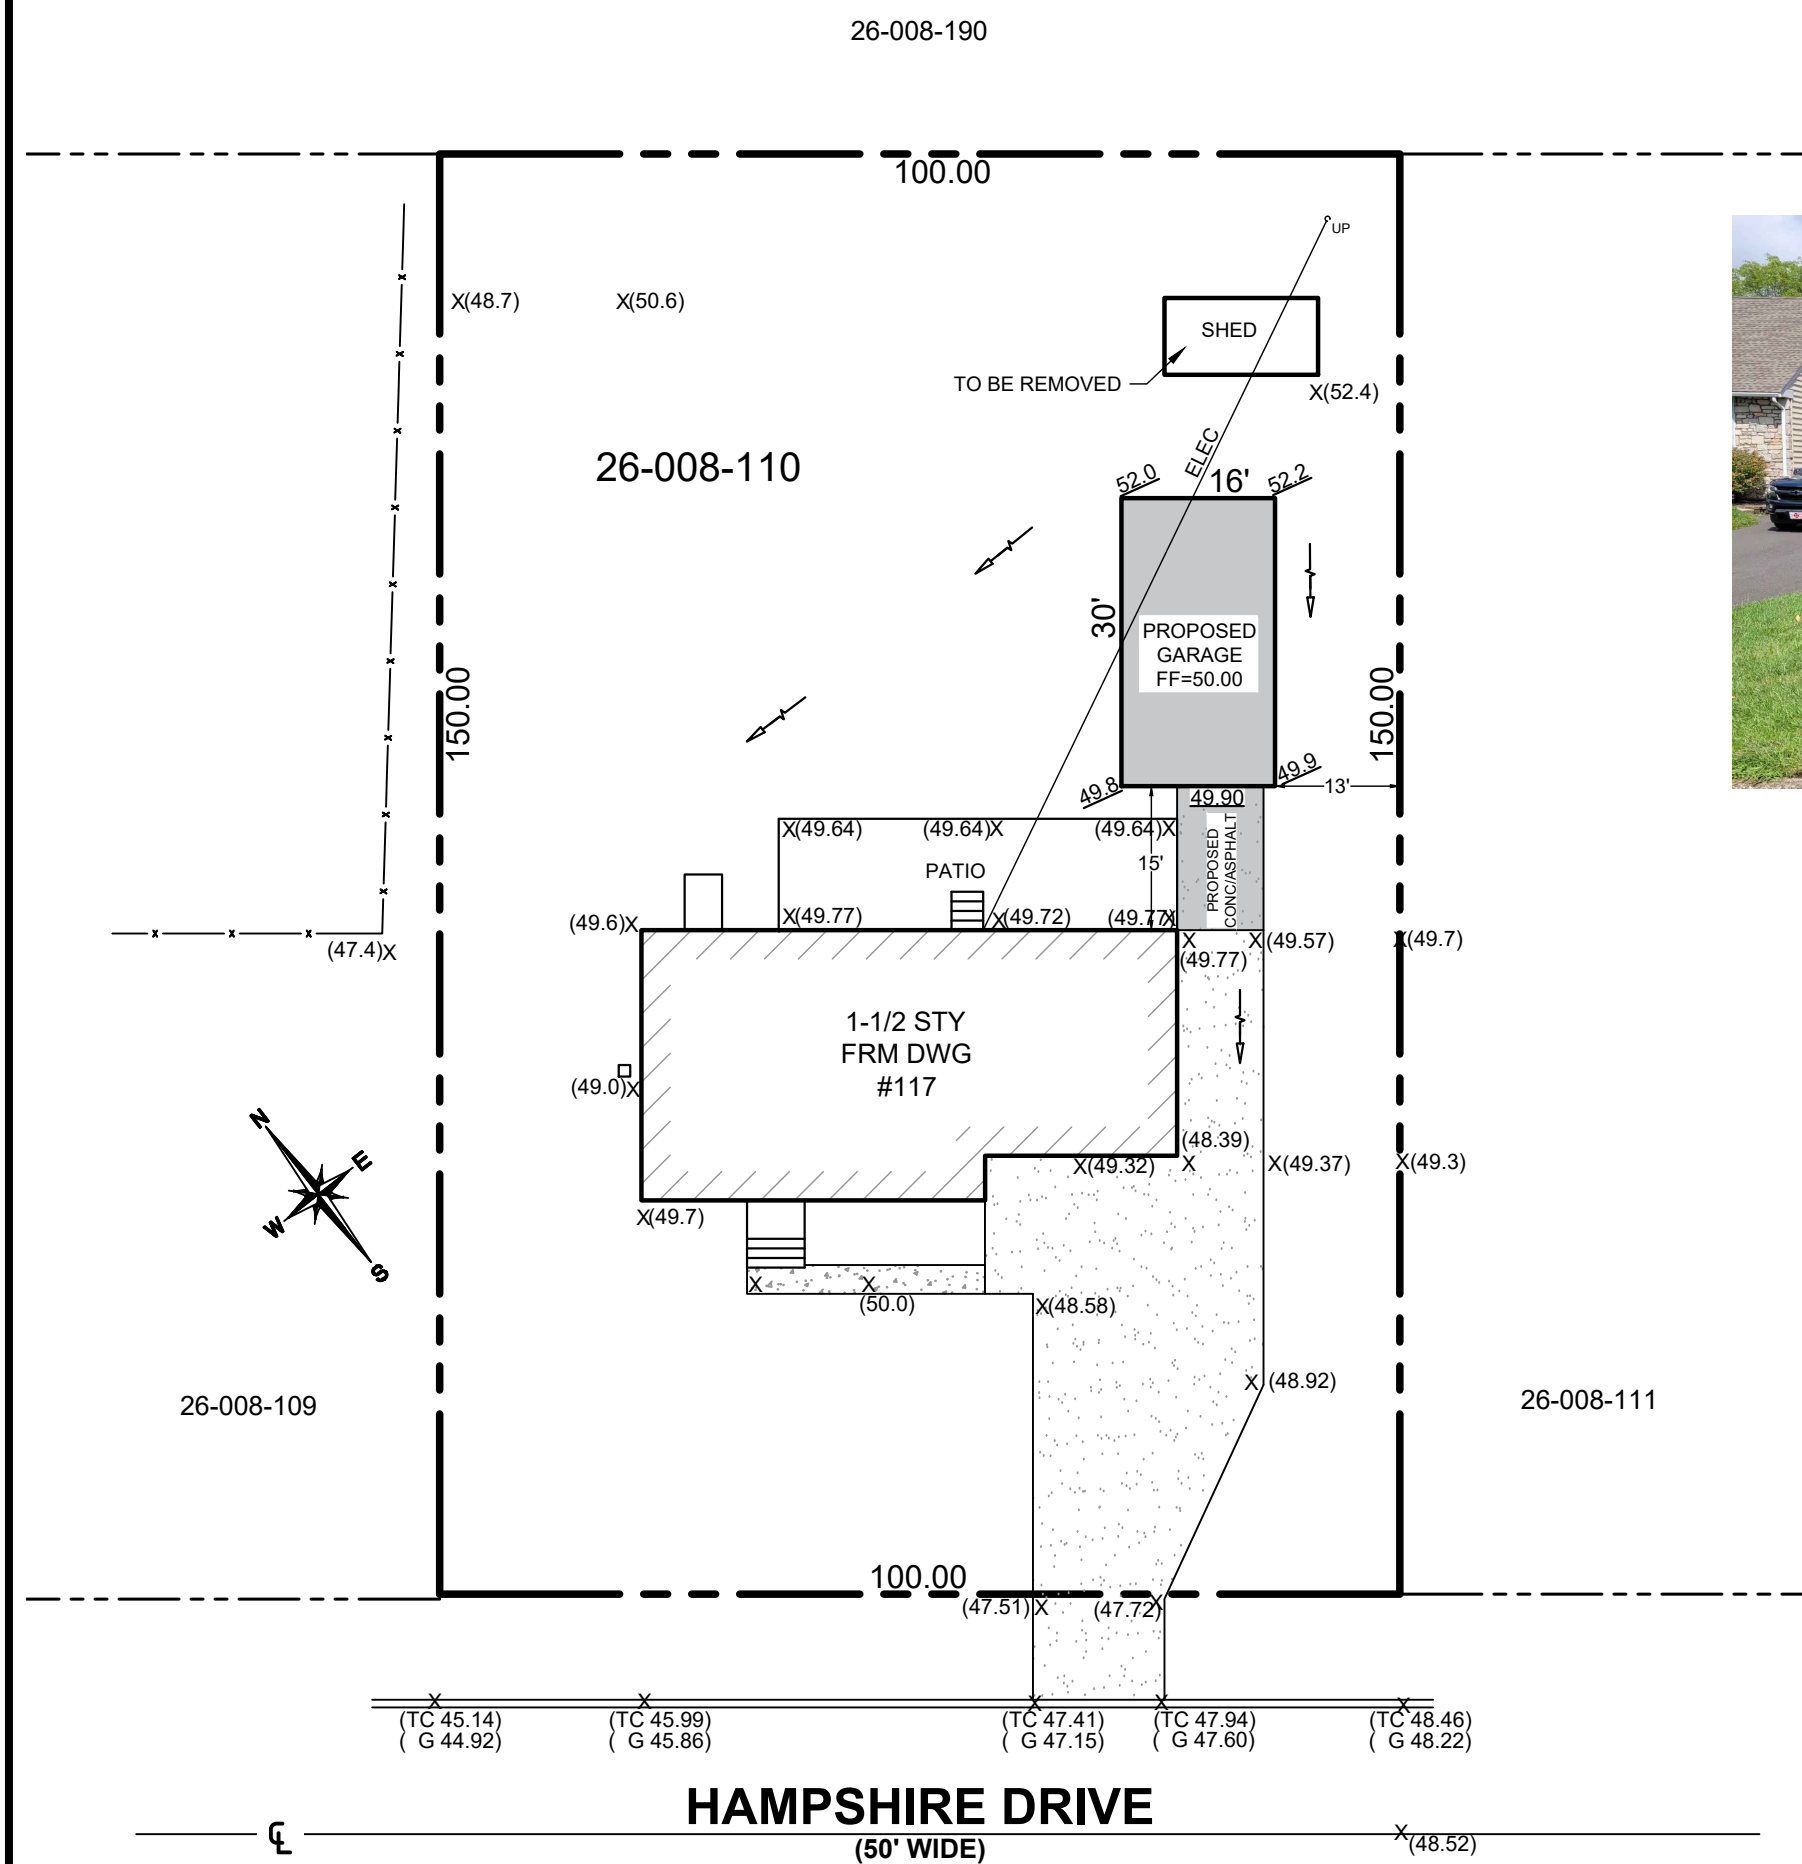 26-008-190
100.00
UP
X(48.7)
X(50.6)
SHED
TO BE REMOVED
X(52.4)
ELEC
26-008-110
52.0
16'
52.2
30'
PROPOSED
GARAGE
FF=50.00
150.00
150.00
49.8
49.9
13'
49.90
X(49.64)
(49.64)X
(49.64)X
15'
PROPOSED
CONC/ASPHALT
PATIO
(49.6)X
X(49.77)
X(49.72)
(49.77)X
(47.4)X
X
X(49.57)
X(49.7)
(49.77)
1-1/2 STY
FRM DWG
#117
(49.0)X
N
E
W
S
(48.39)
X(49.32)
X
X(49.37)
X(49.3)
X(49.7)
X
X
(50.0)
X(48.58)
X(48.92)
26-008-109
26-008-111
100.00
(47.51)X
(47.72)X
X
X
X
X
X
(TC 45.14)
( G 44.92)
(TC 45.99)
( G 45.86)
(TC 47.41)
( G 47.15)
(TC 47.94)
( G 47.60)
(TC 48.46)
( G 48.22)
HAMPSHIRE DRIVE
(50' WIDE)
CL
X(48.52)